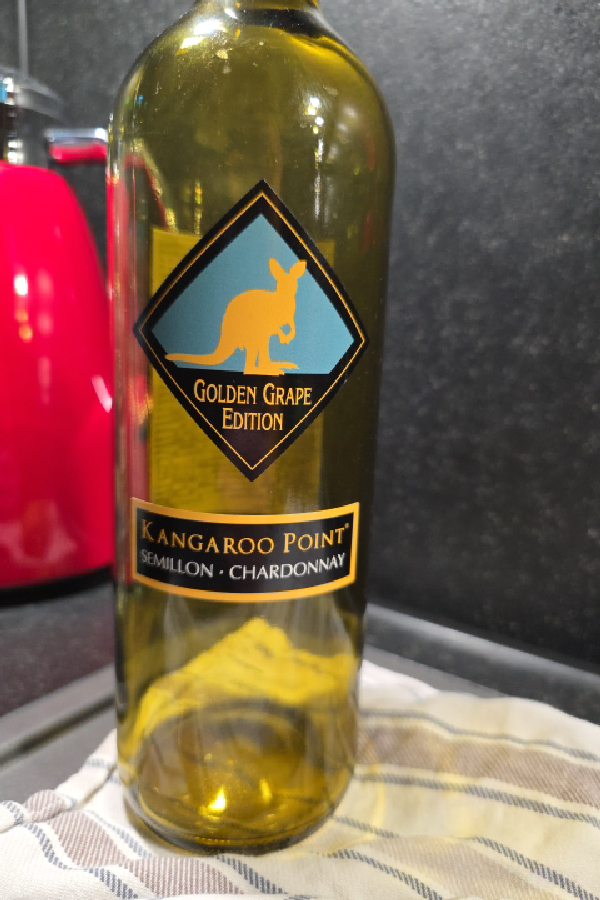 GOLDEN GRAPE
EDITION
KANGAROO POINT®
SEMILLON · CHARDONNAY